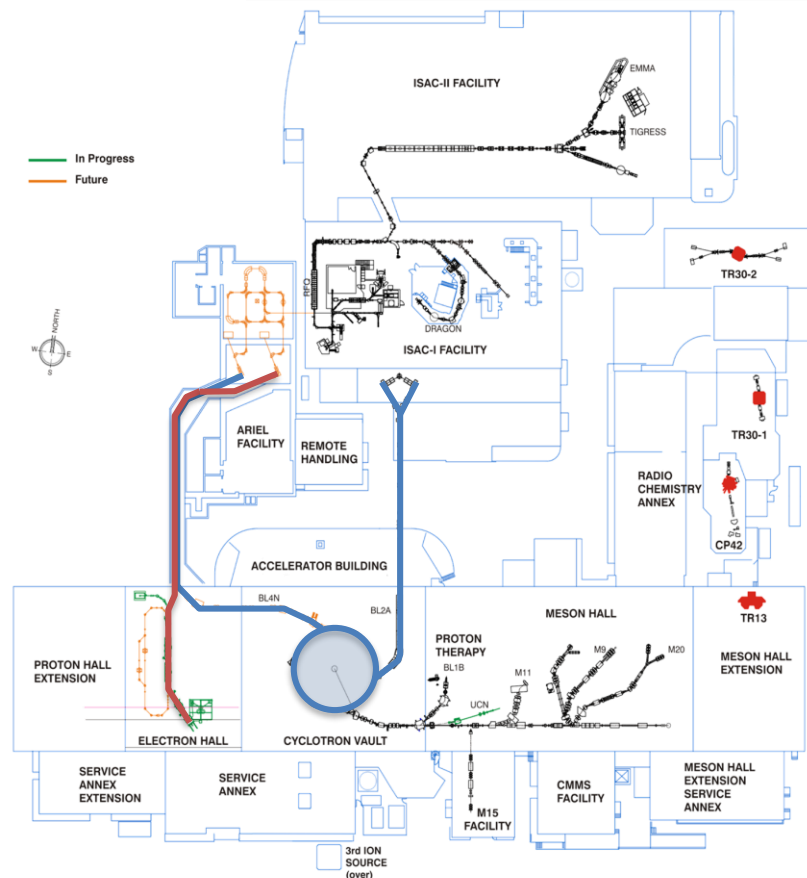 EMMA
ISAC-II FACILITY
TIGRESS
In Progress
Future
TR30-2
RFQ
NORTH
W
E
S
DRAGON
ISAC-I FACILITY
TR30-1
ARIEL
FACILITY
REMOTE
HANDLING
RADIO
CHEMISTRY
ANNEX
CP42
ACCELERATOR BUILDING
BL4N
BL2A
MESON HALL
TR13
PROTON
THERAPY
BL1B
M9
M20
M11
PROTON HALL
EXTENSION
MESON HALL
EXTENSION
UCN
ELECTRON HALL
CYCLOTRON VAULT
SERVICE
ANNEX
EXTENSION
SERVICE
ANNEX
M15
FACILITY
CMMS
FACILITY
MESON HALL
EXTENSION
SERVICE
ANNEX
3rd ION
SOURCE
(over)